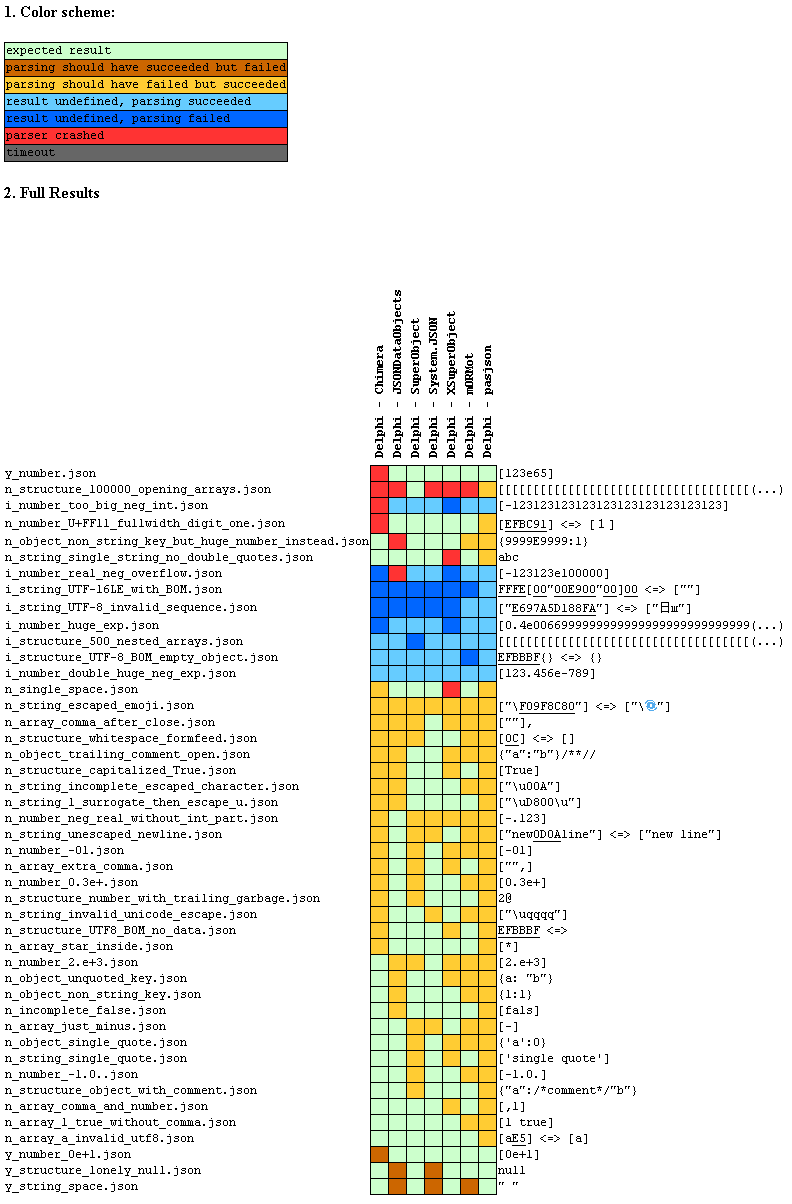 1. Color scheme:
expected result
parsing should have succeeded but failed
parsing should have failed but succeeded
result undefined, parsing succeeded
result undefined, parsing failed
parser crashed
timeout
2. Full Results
Delphi - Chimera
Delphi - JSONDataObjects
Delphi - SuperObject
Delphi - System.JSON
Delphi - XSuperObject
Delphi - mORMot
Delphi - pasjson
y_number.json [123e65]
n_structure_100000_opening_arrays.json [[[[[[[[[[[[[[[[[[[[[[[[[[[[[[[[[[[[(...)
i_number_too_big_neg_int.json [-123123123123123123123123123123]
n_number_U+FF11_fullwidth_digit_one.json [EFBC91] <=> [１]
n_object_non_string_key_but_huge_number_instead.json {9999E9999:1}
n_string_single_string_no_double_quotes.json abc
i_number_real_neg_overflow.json [-123123e100000]
i_string_UTF-16LE_with_BOM.json FFFE[00"00E900"00]00 <=> [""]
i_string_UTF-8_invalid_sequence.json ["E697A5D188FA"] <=> ["日ш"]
i_number_huge_exp.json [0.4e00669999999999999999999999999999(...)
i_structure_500_nested_arrays.json [[[[[[[[[[[[[[[[[[[[[[[[[[[[[[[[[[[[(...)
i_structure_UTF-8_BOM_empty_object.json EFBBBF{} <=> {}
i_number_double_huge_neg_exp.json [123.456e-789]
n_single_space.json
n_string_escaped_emoji.json ["\F09F8C80"] <=> ["\🌀"]
n_array_comma_after_close.json [""],
n_structure_whitespace_formfeed.json [0C] <=> []
n_object_trailing_comment_open.json {"a":"b"}/**//
n_structure_capitalized_True.json [True]
n_string_incomplete_escaped_character.json ["\u00A"]
n_string_1_surrogate_then_escape_u.json ["\uD800\u"]
n_number_neg_real_without_int_part.json [-.123]
n_string_unescaped_newline.json ["new0D0Aline"] <=> ["new line"]
n_number_-01.json [-01]
n_array_extra_comma.json ["",]
n_number_0.3e+.json [0.3e+]
n_structure_number_with_trailing_garbage.json 2@
n_string_invalid_unicode_escape.json ["\uqqqq"]
n_structure_UTF8_BOM_no_data.json EFBBBF <=>
n_array_star_inside.json [*]
n_number_2.e+3.json [2.e+3]
n_object_unquoted_key.json {a: "b"}
n_object_non_string_key.json {1:1}
n_incomplete_false.json [fals]
n_array_just_minus.json [-]
n_object_single_quote.json {'a':0}
n_string_single_quote.json ['single quote']
n_number_-1.0..json [-1.0.]
n_structure_object_with_comment.json {"a":/*comment*/"b"}
n_array_comma_and_number.json [,1]
n_array_1_true_without_comma.json [1 true]
n_array_a_invalid_utf8.json [aE5] <=> [a]
y_number_0e+1.json [0e+1]
y_structure_lonely_null.json null
y_string_space.json " "